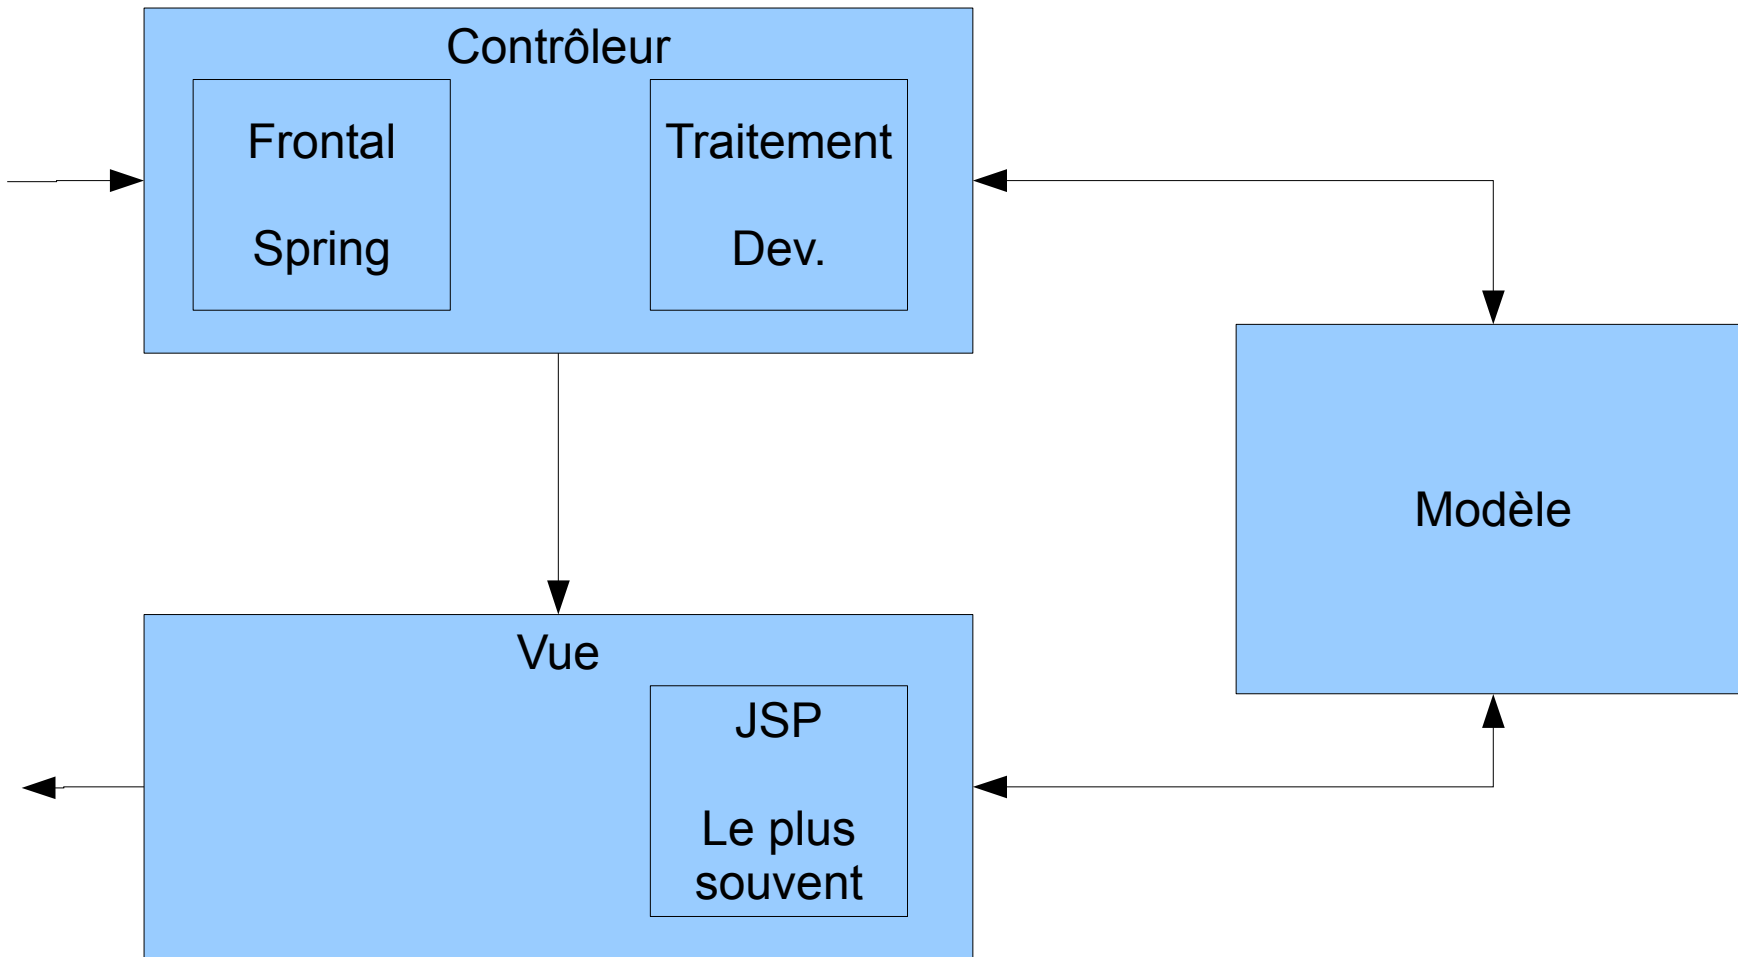 Contrôleur
Frontal
Spring
Traitement
Dev.
Modèle
Vue
JSP
Le plus
souvent